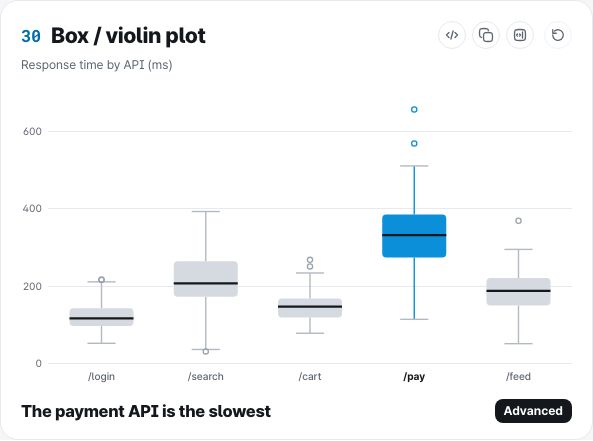 30 Box / violin plot
Response time by API (ms)
600
400
200
0
/login /search /cart /pay /feed
The payment API is the slowest
Advanced